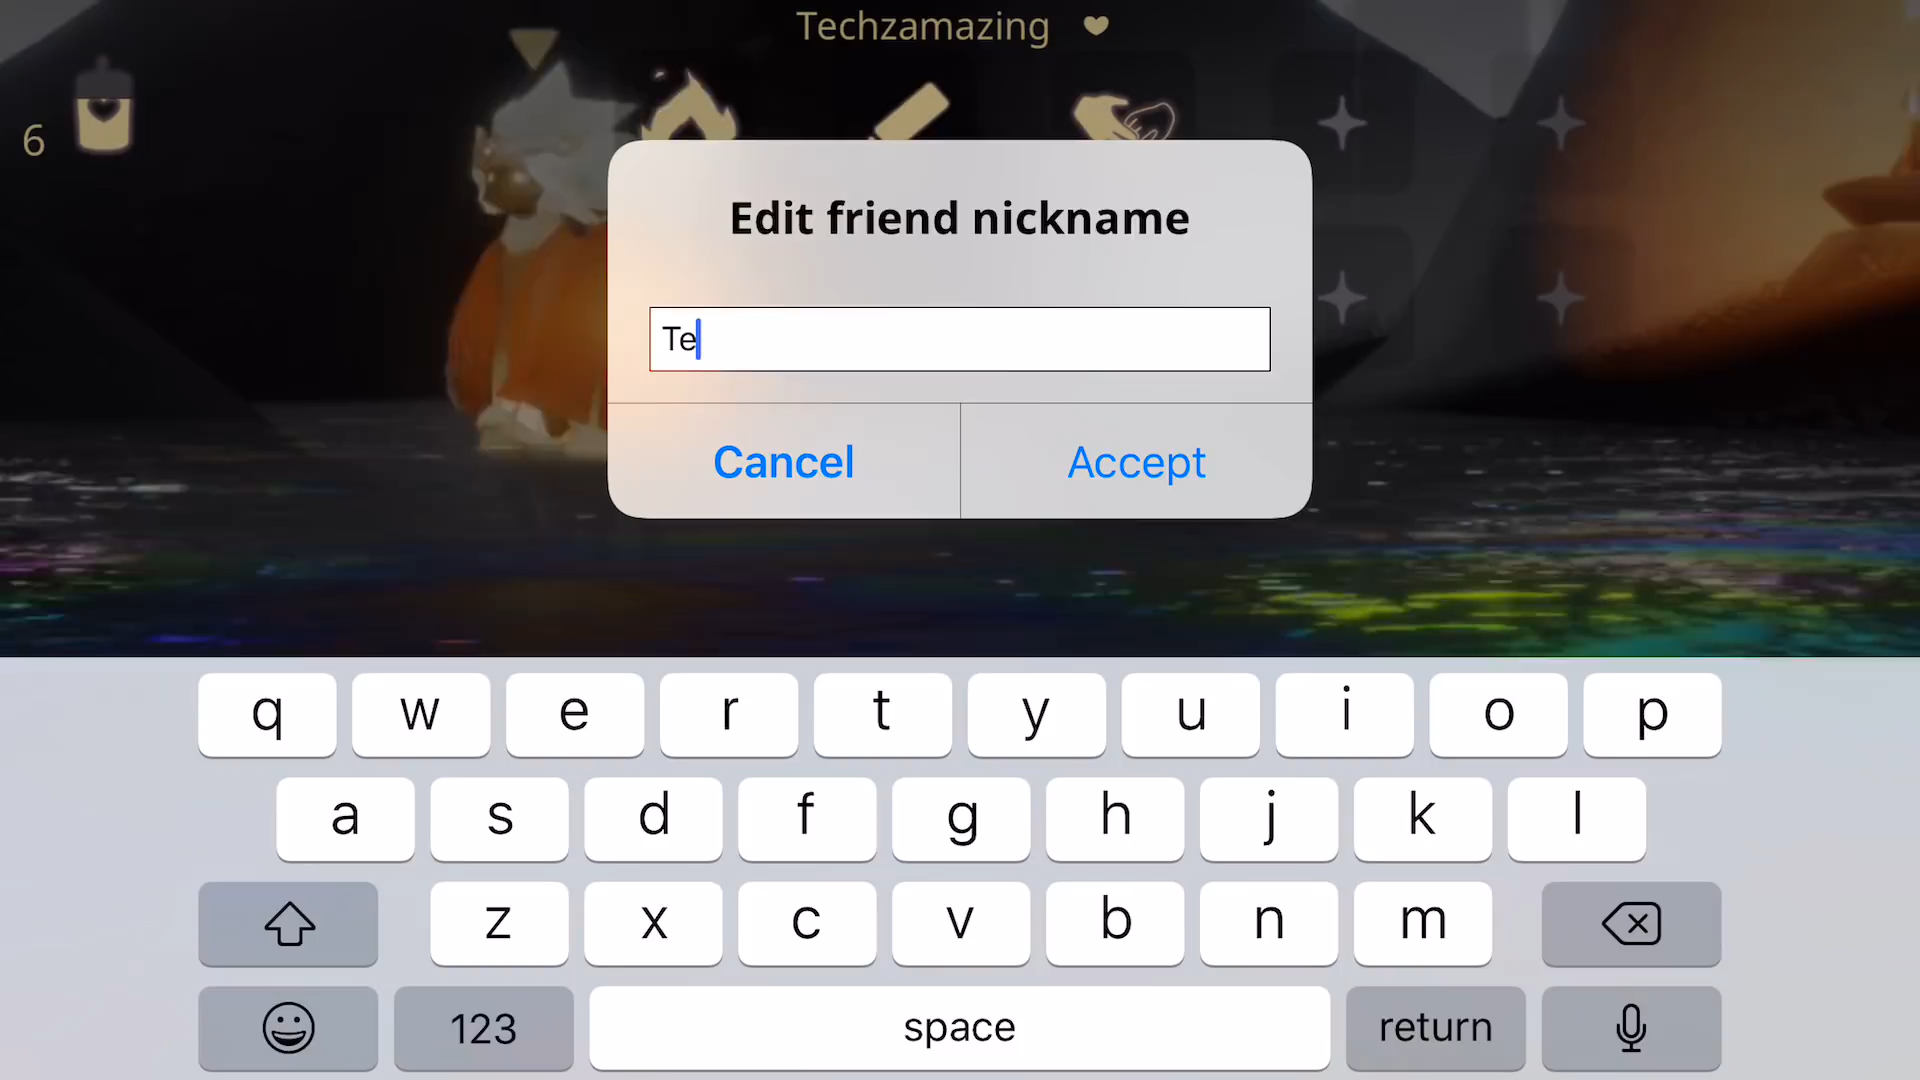 Techzamazing
6
Edit friend nickname
Te
Cancel Accept
q w e r t y u i o p
a s d f g h j k l
z x c v b n m
123 space return